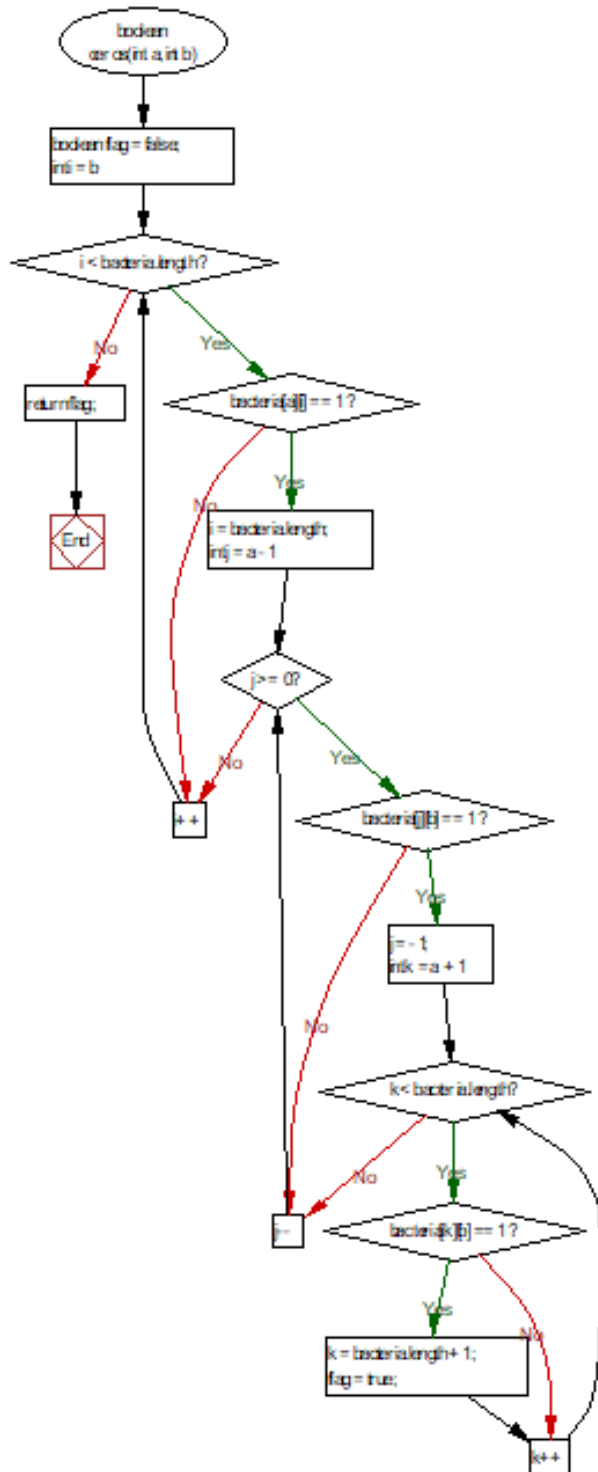 boolean
ceros(int a, int b)
boolean flag = false;
int i = b
i < bacteria.length?
No
Yes
return flag;
bacteria[a][i] == 1?
End
No
Yes
i = bacteria.length;
int j = a - 1
j >= 0?
No
Yes
++
bacteria[j][b] == 1?
Yes
j = - 1;
int k = a + 1
No
k < bacteria.length?
No
Yes
j--
bacteria[k][b] == 1?
Yes
No
k = bacteria.length + 1;
flag = true;
k++